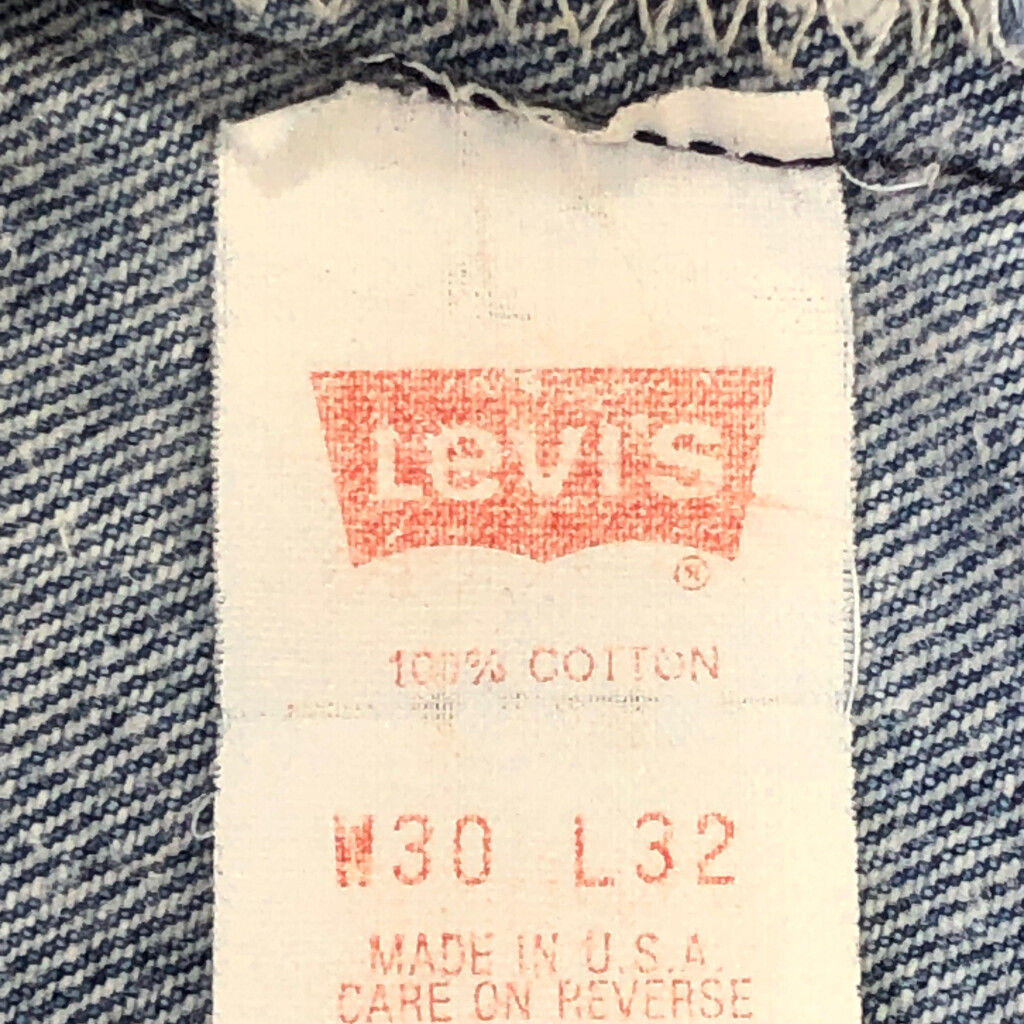 Levi's
®
100% COTTON
W30 L32
MADE IN U.S.A.
CARE ON REVERSE